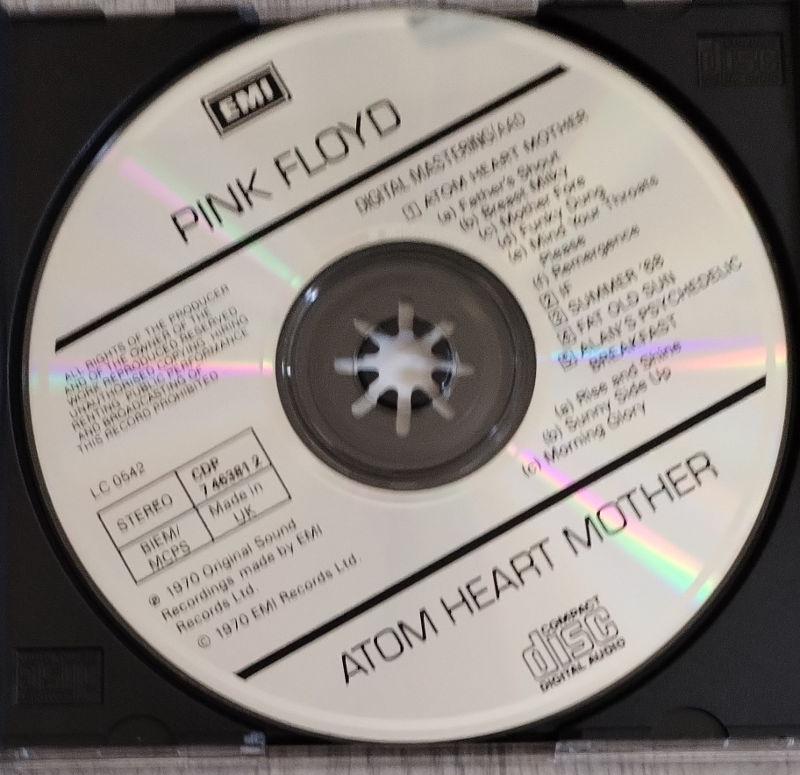 EMI
PINK FLOYD
DIGITAL MASTERING/AAD
1 ATOM HEART MOTHER
(a) Father's Shout
(b) Breast Milky
(c) Mother Fore
(d) Funky Dung
(e) Mind Your Throats
Please
(f) Remergence
2 IF
3 SUMMER '68
4 FAT OLD SUN
5 ALAN'S PSYCHEDELIC
BREAKFAST
(a) Rise and Shine
(b) Sunny Side Up
(c) Morning Glory
ALL RIGHTS OF THE PRODUCER
AND OF THE OWNER OF THE
WORK REPRODUCED RESERVED
UNAUTHORISED COPYING HIRING
RENTING PUBLIC PERFORMANCE
AND BROADCASTING OF
THIS RECORD PROHIBITED
LC 0542
STEREO
CDP
7 46381 2
BIEM/
MCPS
Made in
UK
℗ 1970 Original Sound
Recordings made by EMI
Records Ltd.
© 1970 EMI Records Ltd.
ATOM HEART MOTHER
COMPACT
disc
DIGITAL AUDIO
disc